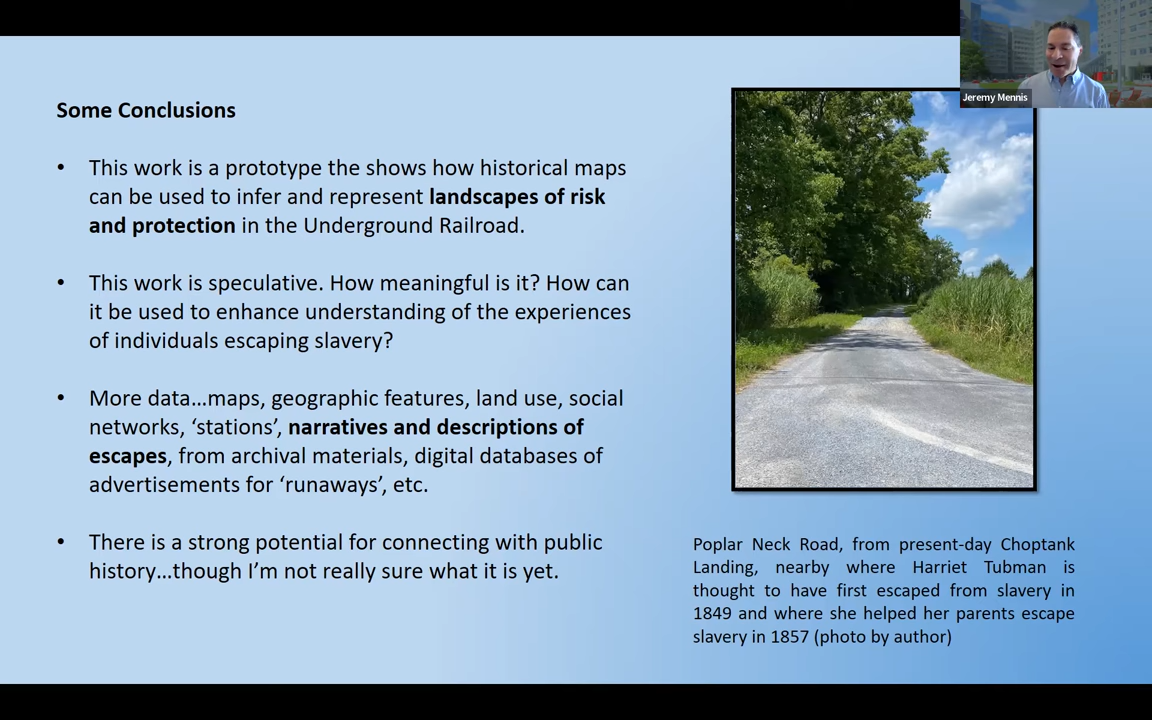 Jeremy Mennis
Some Conclusions
• This work is a prototype the shows how historical maps
can be used to infer and represent landscapes of risk
and protection in the Underground Railroad.
• This work is speculative. How meaningful is it? How can
it be used to enhance understanding of the experiences
of individuals escaping slavery?
• More data...maps, geographic features, land use, social
networks, ‘stations’, narratives and descriptions of
escapes, from archival materials, digital databases of
advertisements for ‘runaways’, etc.
• There is a strong potential for connecting with public
history...though I’m not really sure what it is yet.
Poplar Neck Road, from present-day Choptank
Landing, nearby where Harriet Tubman is
thought to have first escaped from slavery in
1849 and where she helped her parents escape
slavery in 1857 (photo by author)